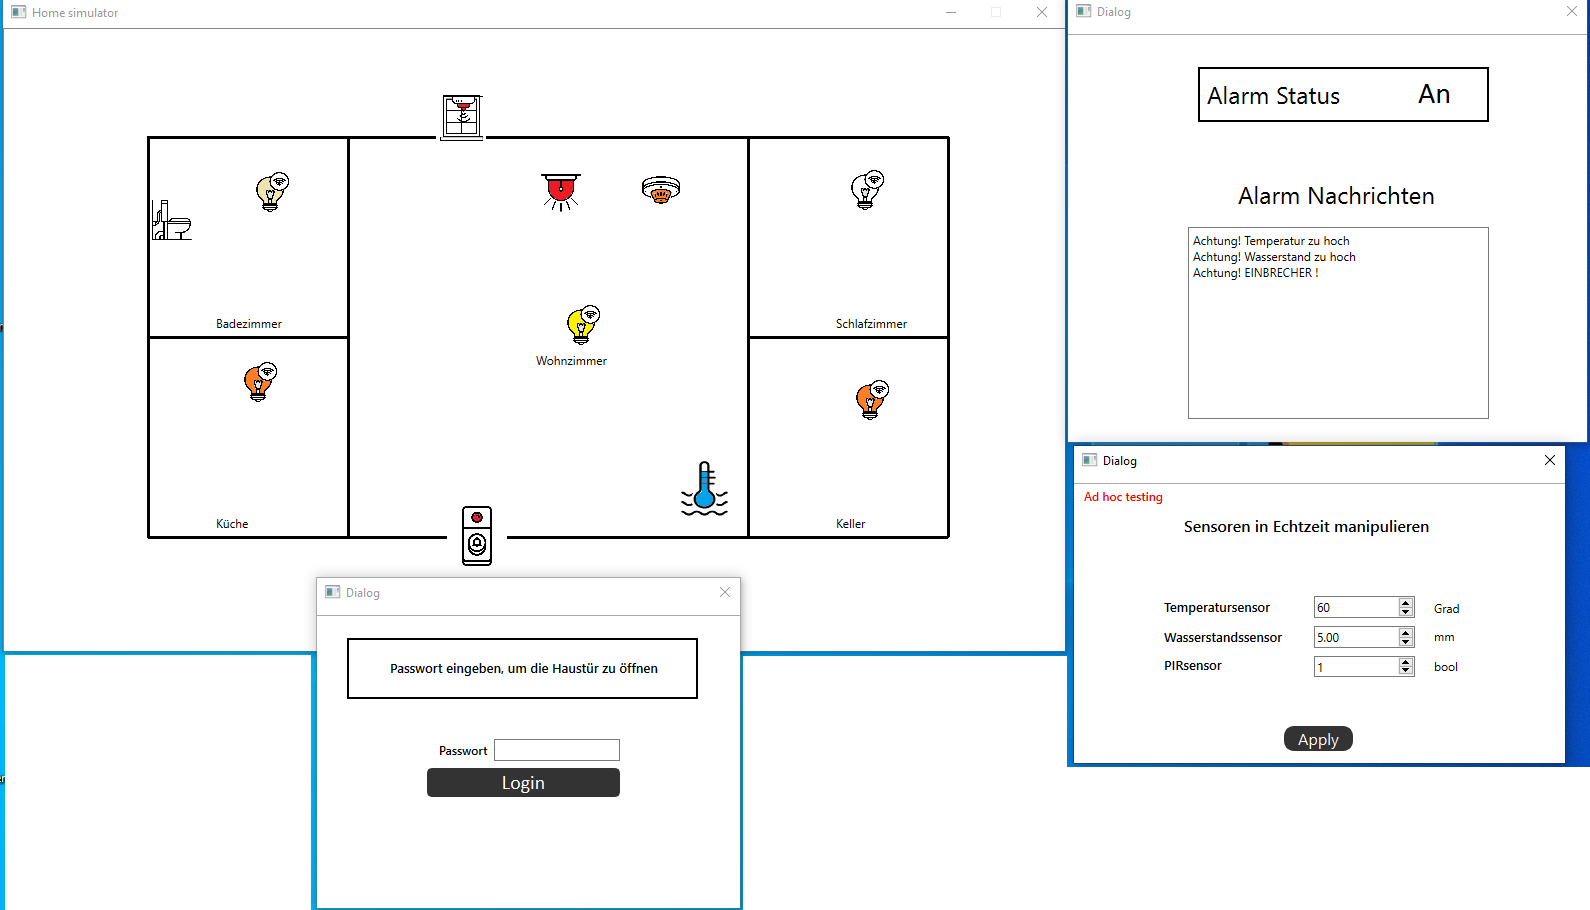 Home simulator
Badezimmer
Schlafzimmer
Wohnzimmer
Küche
Keller
Dialog
Alarm Status An
Alarm Nachrichten
Achtung! Temperatur zu hoch
Achtung! Wasserstand zu hoch
Achtung! EINBRECHER !
Dialog
Ad hoc testing
Sensoren in Echtzeit manipulieren
Temperatursensor 60 Grad
Wasserstandssensor 5.00 mm
PIRsensor 1 bool
Apply
Dialog
Passwort eingeben, um die Haustür zu öffnen
Passwort
Login